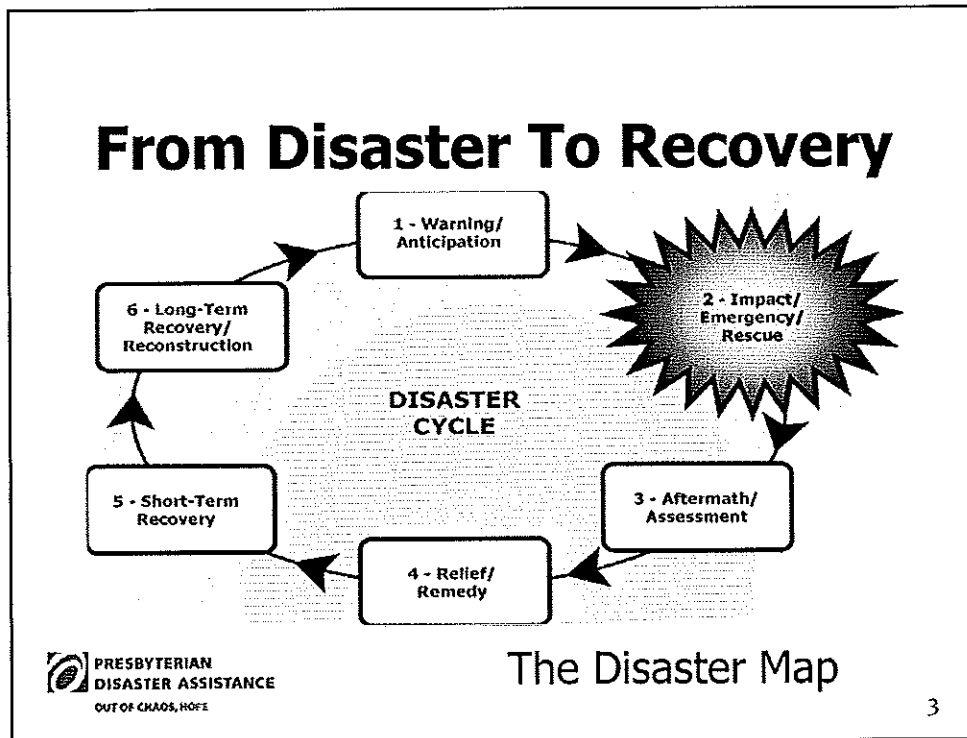 From Disaster To Recovery
1 - Warning/
Anticipation
2 - Impact/
Emergency/
Rescue
3 - Aftermath/
Assessment
4 - Relief/
Remedy
5 - Short-Term
Recovery
6 - Long-Term
Recovery/
Reconstruction
DISASTER
CYCLE
PRESBYTERIAN
DISASTER ASSISTANCE
OUT OF CHAOS, HOPE
The Disaster Map
3